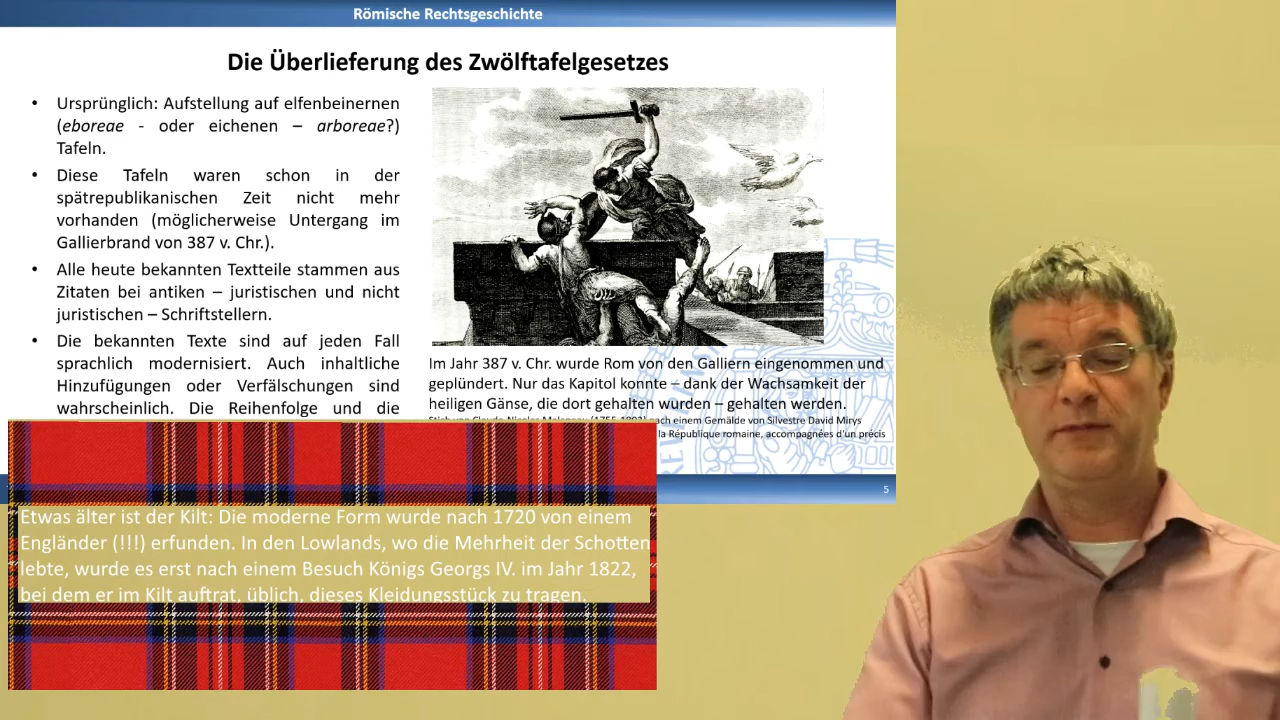 Römische Rechtsgeschichte
Die Überlieferung des Zwölftafelgesetzes
• Ursprünglich: Aufstellung auf elfenbeinernen
(eboreae - oder eichenen – arboreae?)
Tafeln.
• Diese Tafeln waren schon in der
spätrepublikanischen Zeit nicht mehr
vorhanden (möglicherweise Untergang im
Gallierbrand von 387 v. Chr.).
• Alle heute bekannten Textteile stammen aus
Zitaten bei antiken – juristischen und nicht
juristischen – Schriftstellern.
• Die bekannten Texte sind auf jeden Fall
sprachlich modernisiert. Auch inhaltliche
Hinzufügungen oder Verfälschungen sind
wahrscheinlich. Die Reihenfolge und die
Im Jahr 387 v. Chr. wurde Rom von den Galliern eingenommen und
geplündert. Nur das Kapitol konnte – dank der Wachsamkeit der
heiligen Gänse, die dort gehalten wurden – gehalten werden.
nach einem Gemälde von Silvestre David Mirys
la République romaine, accompagnées d'un précis
5
Etwas älter ist der Kilt: Die moderne Form wurde nach 1720 von einem
Engländer (!!!) erfunden. In den Lowlands, wo die Mehrheit der Schotten
lebte, wurde es erst nach einem Besuch Königs Georgs IV. im Jahr 1822,
bei dem er im Kilt auftrat, üblich, dieses Kleidungsstück zu tragen.